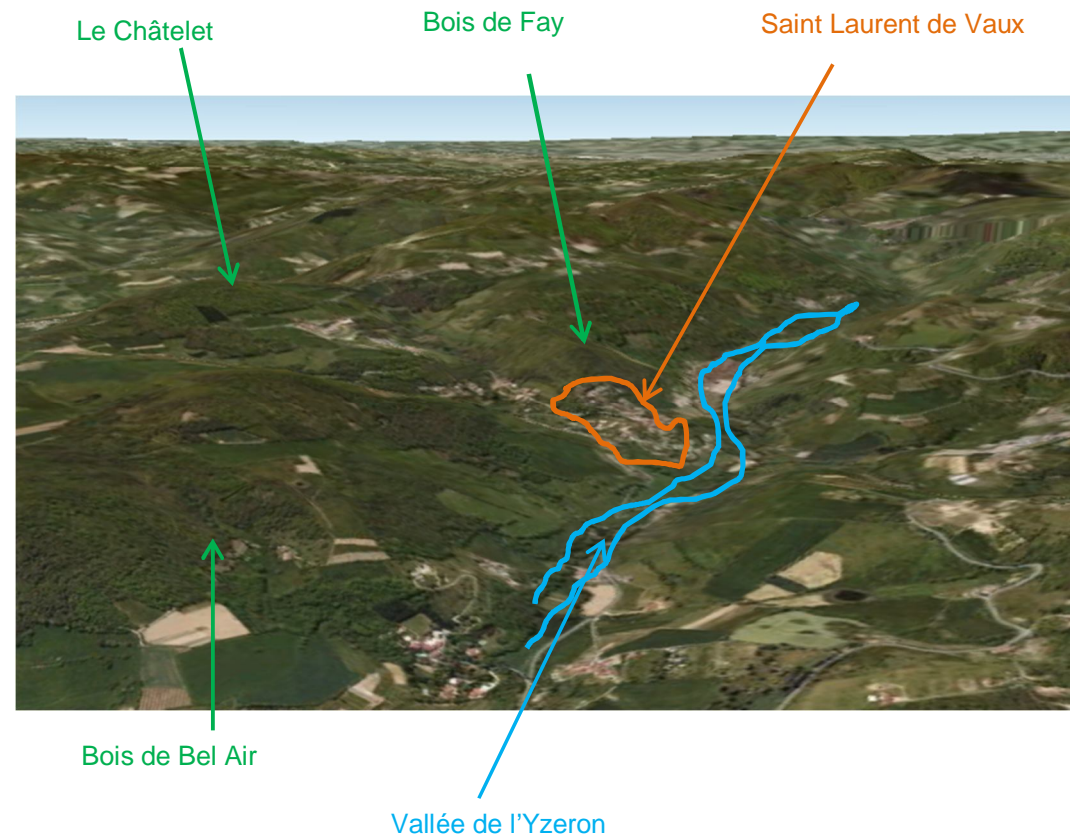 Le Châtelet
Bois de Fay
Saint Laurent de Vaux
Bois de Bel Air
Vallée de l'Yzeron